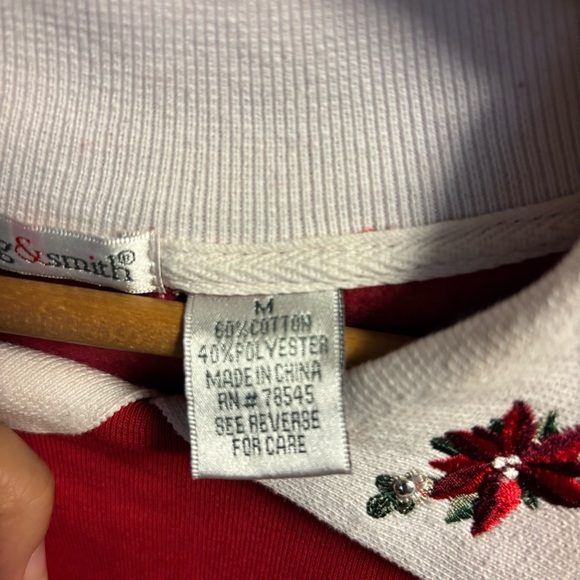 g&smith®
M
60%COTTON
40%POLYESTER
MADE IN CHINA
RN# 78545
SEE REVERSE
FOR CARE